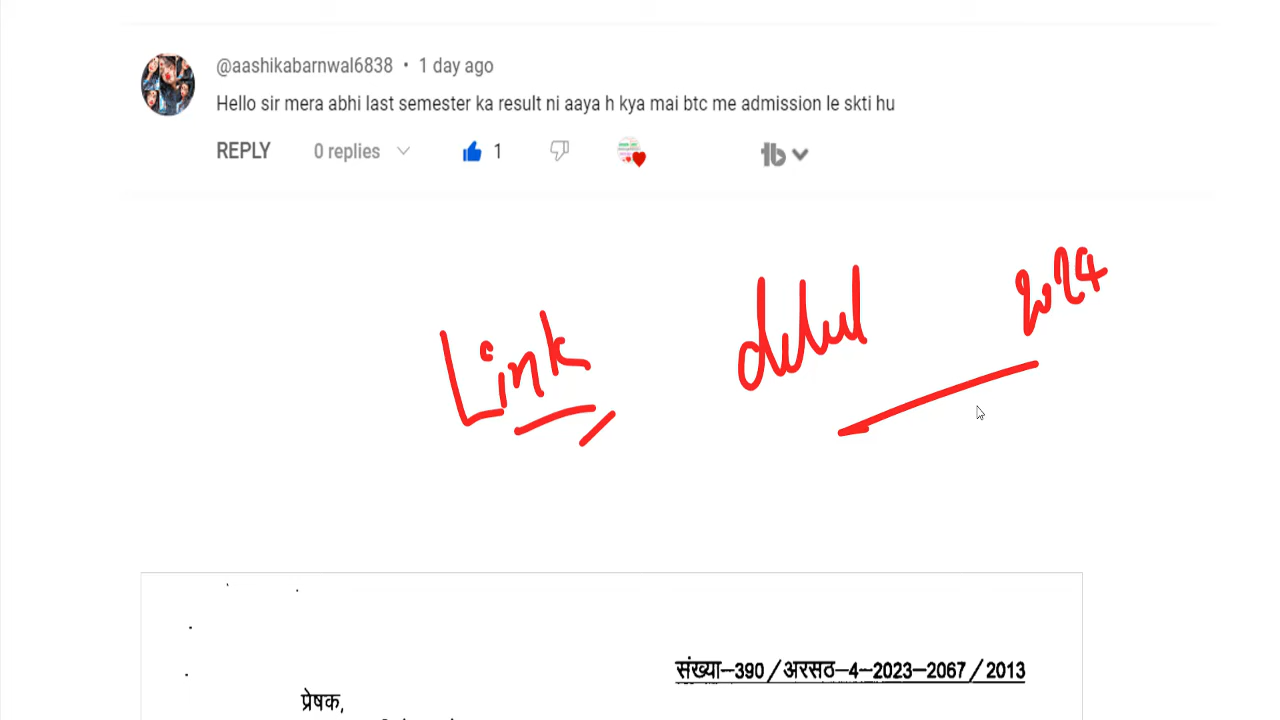 @aashikabarnwal6838 • 1 day ago
Hello sir mera abhi last semester ka result ni aaya h kya mai btc me admission le skti hu
REPLY 0 replies 1
Link 2024
संख्या-390/अरसठ-4-2023-2067/2013
प्रेषक,